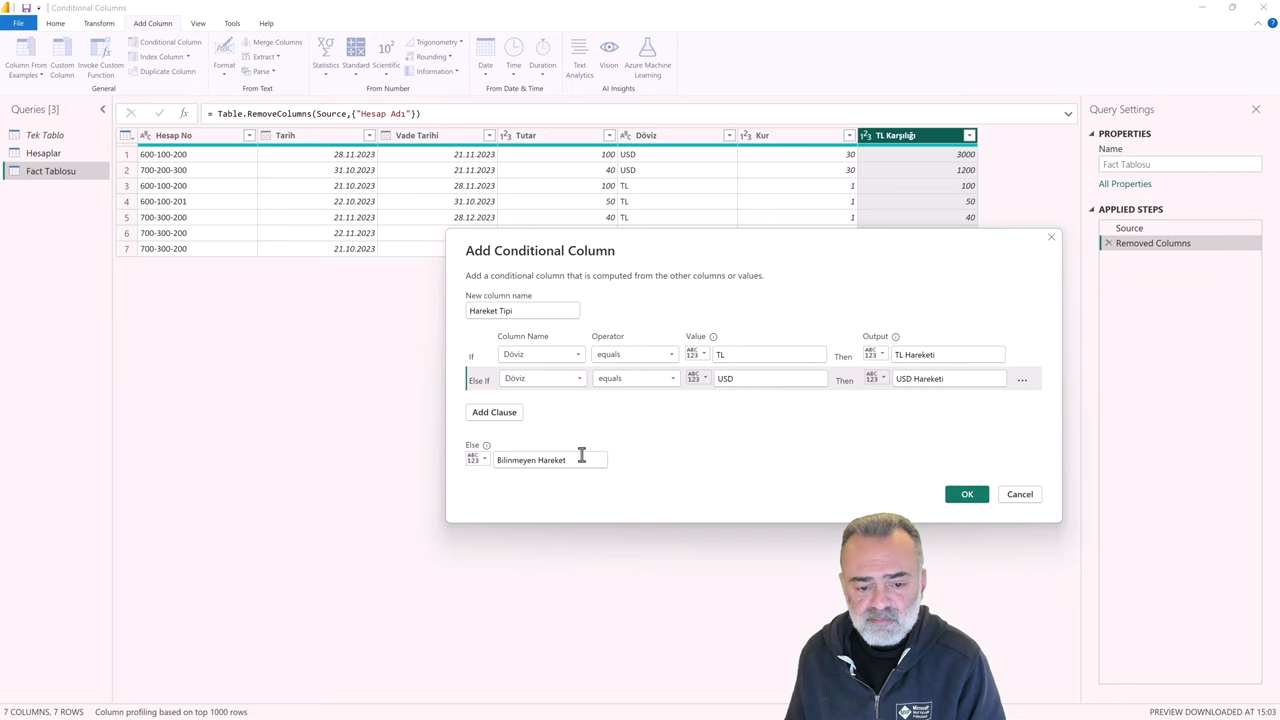 Conditional Columns
File Home Transform Add Column View Tools Help
Column From Examples
Custom Column
Invoke Custom Function
Conditional Column
Index Column
Duplicate Column
General
Format
Merge Columns
Extract
Parse
From Text
Statistics
Standard
Scientific
Trigonometry
Rounding
Information
From Number
Date
Time
Duration
From Date & Time
Text Analytics
Vision
Azure Machine Learning
AI Insights
Queries [3]
Tek Tablo
Hesaplar
Fact Tablosu
= Table.RemoveColumns(Source,{"Hesap Adı"})
Hesap No Tarih Vade Tarihi Tutar Döviz Kur TL Karşılığı
1 600-100-200 28.11.2023 21.11.2023 100 USD 30 3000
2 700-200-300 31.10.2023 21.11.2023 40 USD 30 1200
3 600-100-200 21.10.2023 28.11.2023 100 TL 1 100
4 600-100-201 22.10.2023 31.10.2023 50 TL 1 50
5 700-300-200 21.11.2023 28.12.2023 40 TL 1 40
6 700-300-200 22.11.2023
7 700-300-200 21.10.2023
Add Conditional Column
Add a conditional column that is computed from the other columns or values.
New column name
Hareket Tipi
Column Name Operator Value Output
If Döviz equals ABC 123 TL Then ABC 123 TL Hareketi
Else If Döviz equals ABC 123 USD Then ABC 123 USD Hareketi ...
Add Clause
Else
ABC 123 Bilinmeyen Hareket
OK Cancel
Query Settings
PROPERTIES
Name
Fact Tablosu
All Properties
APPLIED STEPS
Source
Removed Columns
7 COLUMNS, 7 ROWS Column profiling based on top 1000 rows
PREVIEW DOWNLOADED AT 15:03